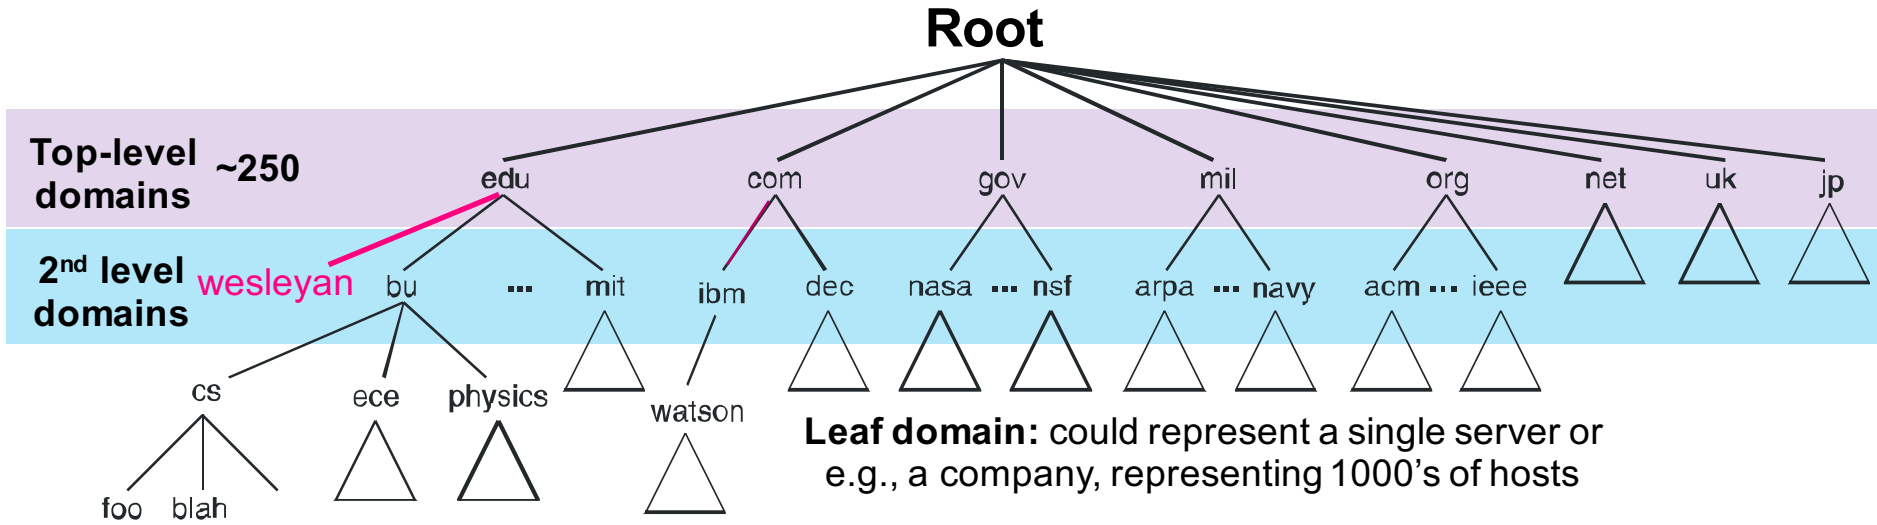 Root
Top-level
domains
~250
edu com gov mil org net uk jp
2nd level
domains
wesleyan bu ... mit ibm dec nasa ... nsf arpa ... navy acm ... ieee
cs ece physics watson
Leaf domain: could represent a single server or
e.g., a company, representing 1000's of hosts
foo blah